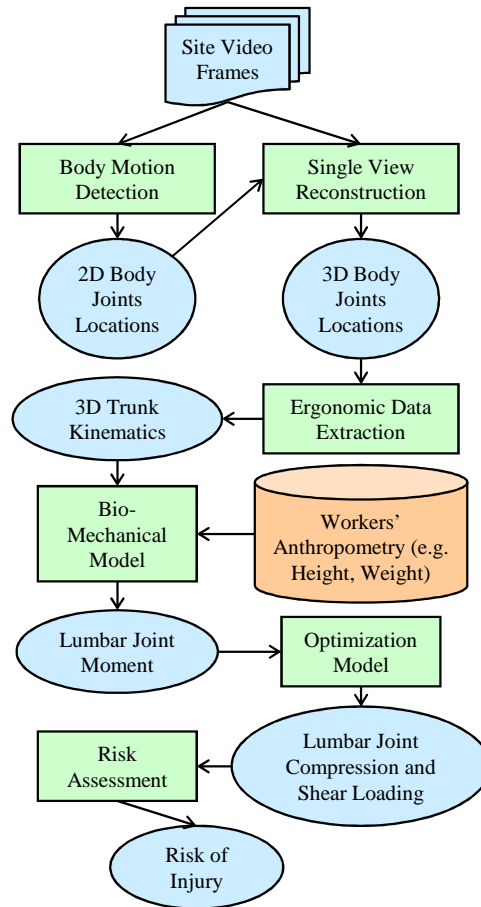 Site Video
Frames
Body Motion
Detection
Single View
Reconstruction
2D Body
Joints
Locations
3D Body
Joints
Locations
3D Trunk
Kinematics
Ergonomic Data
Extraction
Bio-
Mechanical
Model
Workers’
Anthropometry (e.g.
Height, Weight)
Lumbar Joint
Moment
Optimization
Model
Risk
Assessment
Lumbar Joint
Compression and
Shear Loading
Risk of
Injury